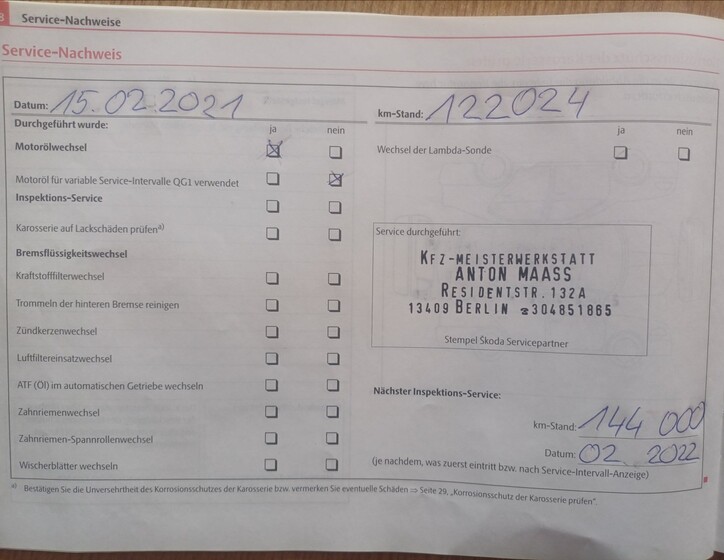 8 Service-Nachweise
Service-Nachweis
Datum: 15.02.2021
km-Stand: 122024
Durchgeführt wurde:
ja nein
Motorölwechsel
Motoröl für variable Service-Intervalle QG1 verwendet
Inspektions-Service
Karosserie auf Lackschäden prüfen a)
Bremsflüssigkeitswechsel
Kraftstofffilterwechsel
Trommeln der hinteren Bremse reinigen
Zündkerzenwechsel
Luftfiltereinsatzwechsel
ATF (Öl) im automatischen Getriebe wechseln
Zahnriemenwechsel
Zahnriemen-Spannrollenwechsel
Wischerblätter wechseln
ja nein
Wechsel der Lambda-Sonde
Service durchgeführt:
KFZ-MEISTERWERKSTATT
ANTON MAASS
RESIDENTSTR. 132A
13409 BERLIN ☎304851865
Stempel Škoda Servicepartner
Nächster Inspektions-Service:
km-Stand: 144 000
Datum: 02 2022
(je nachdem, was zuerst eintritt bzw. nach Service-Intervall-Anzeige)
a) Bestätigen Sie die Unversehrtheit des Korrosionsschutzes der Karosserie bzw. vermerken Sie eventuelle Schäden ⇒ Seite 29, „Korrosionsschutz der Karosserie prüfen“.